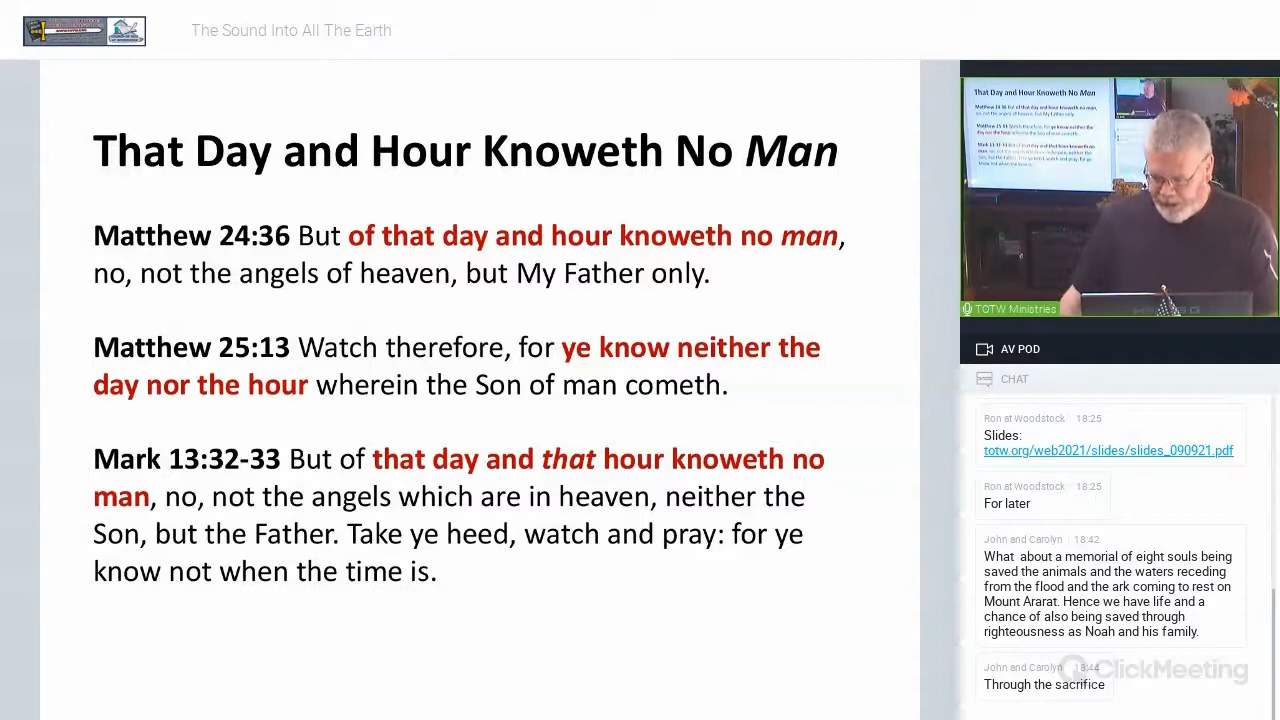 The Sound Into All The Earth
That Day and Hour Knoweth No Man
Matthew 24:36 But of that day and hour knoweth no man,
no, not the angels of heaven, but My Father only.
Matthew 25:13 Watch therefore, for ye know neither the
day nor the hour wherein the Son of man cometh.
Mark 13:32-33 But of that day and that hour knoweth no
man, no, not the angels which are in heaven, neither the
Son, but the Father. Take ye heed, watch and pray: for ye
know not when the time is.
That Day and Hour Knoweth No Man
TOTW Ministries
AV POD
CHAT
Ron at Woodstock 18:25
Slides:
totw.org/web2021/slides/slides_090921.pdf
Ron at Woodstock 18:25
For later
John and Carolyn 18:42
What about a memorial of eight souls being
saved the animals and the waters receding
from the flood and the ark coming to rest on
Mount Ararat. Hence we have life and a
chance of also being saved through
righteousness as Noah and his family.
John and Carolyn 18:44
Through the sacrifice
ClickMeeting